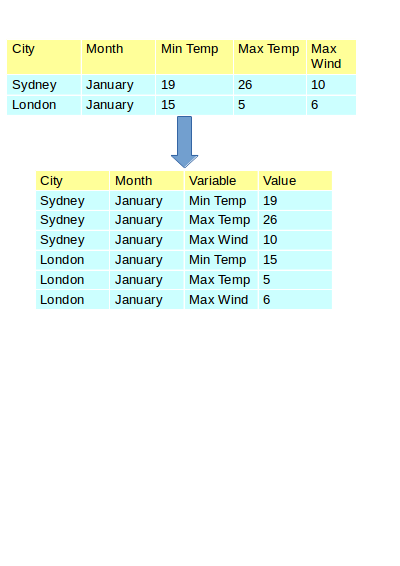 City Month Min Temp Max Temp Max Wind
Sydney January 19 26 10
London January 15 5 6
City Month Variable Value
Sydney January Min Temp 19
Sydney January Max Temp 26
Sydney January Max Wind 10
London January Min Temp 15
London January Max Temp 5
London January Max Wind 6